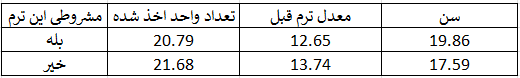 سن معدل ترم قبل تعداد واحد اخذ شده مشروطی این ترم
19.86 12.65 20.79 بله
17.59 13.74 21.68 خیر